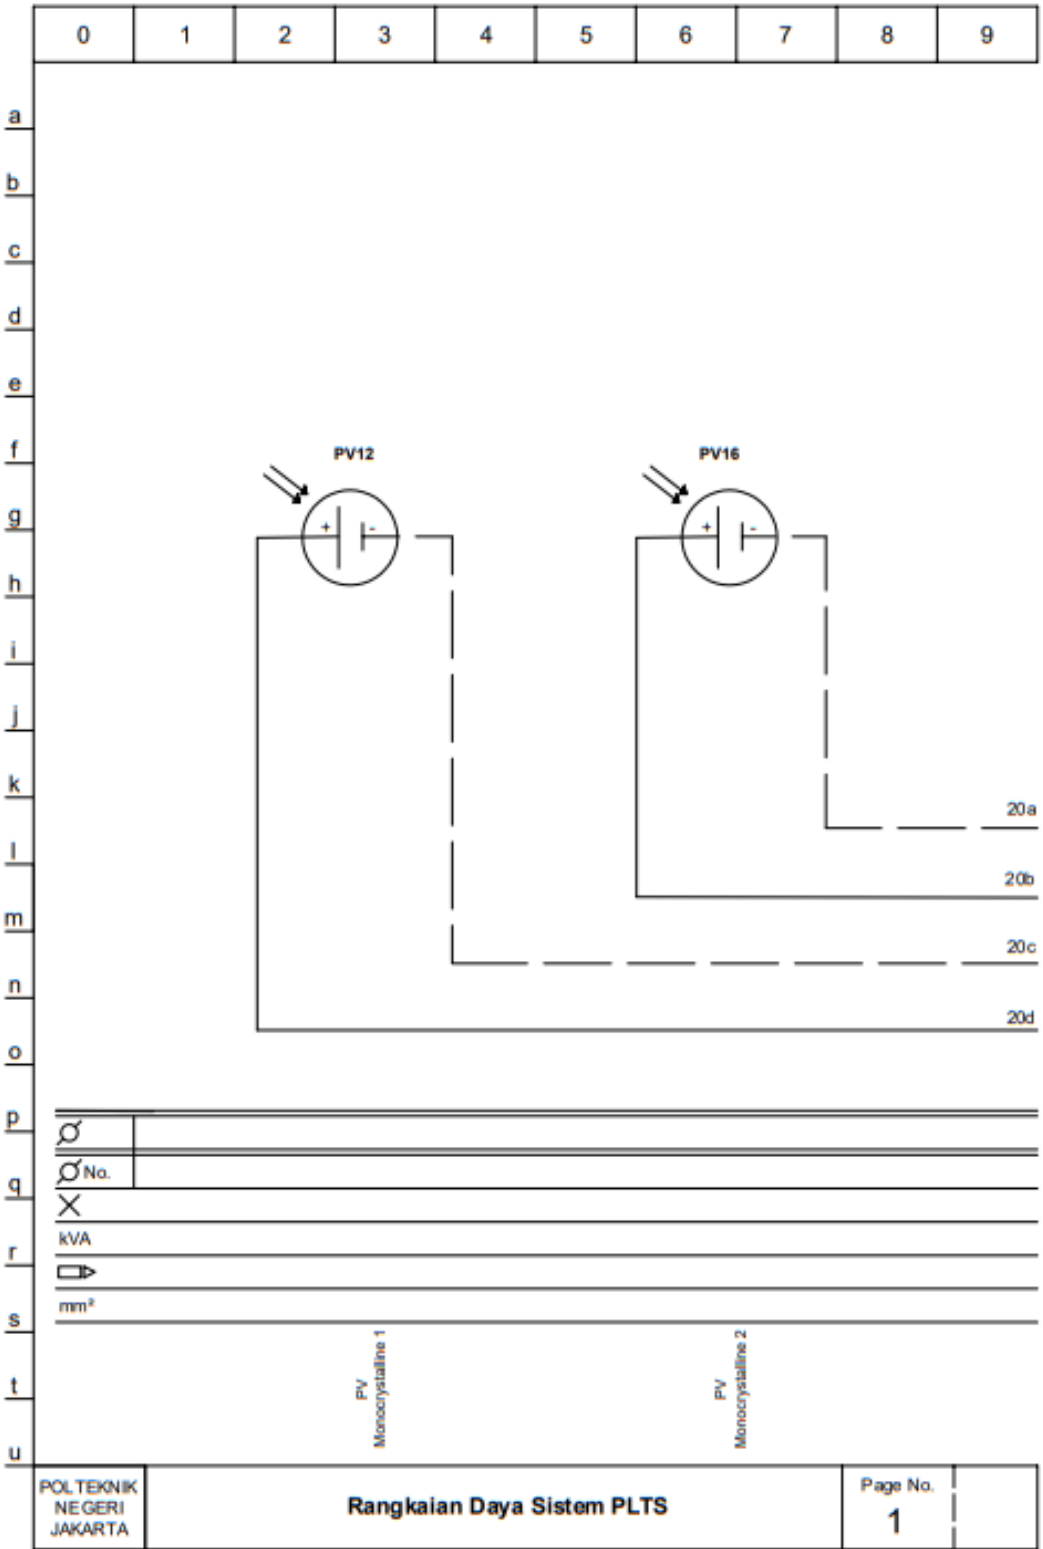 0 1 2 3 4 5 6 7 8 9
a
b
c
d
e
f
PV12 PV16
g
+ - + -
h
i
j
k
20a
l
20b
m
20c
n
20d
o
p
q
No.
kVA
r
mm²
s
PV
Monocrystalline 1
PV
Monocrystalline 2
t
u
POLTEKNIK
NEGERI
JAKARTA
Rangkaian Daya Sistem PLTS
Page No.
1